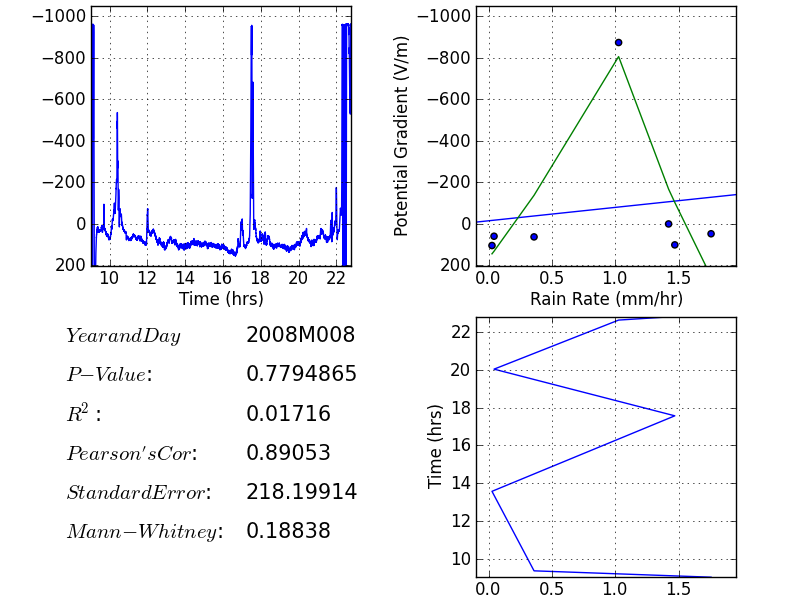 −1000
−800
−600
−400
−200
0
200
10 12 14 16 18 20 22
Time (hrs)
Potential Gradient (V/m)
−1000
−800
−600
−400
−200
0
200
0.0 0.5 1.0 1.5
Rain Rate (mm/hr)
YearandDay 2008M008
P−Value: 0.7794865
R²: 0.01716
Pearson'sCor: 0.89053
StandardError: 218.19914
Mann−Whitney: 0.18838
Time (hrs)
22
20
18
16
14
12
10
0.0 0.5 1.0 1.5